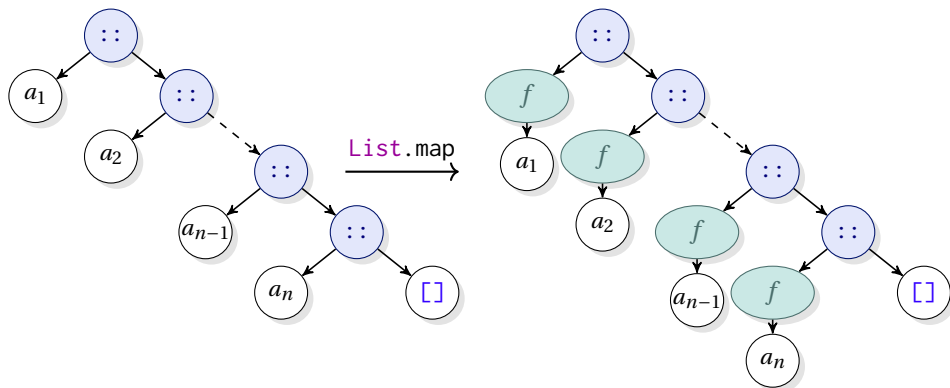 ::
::
a₁
::
f
::
a₂
List.map
f
a₁
::
::
aₙ₋₁
::
a₂
f
::
aₙ
[]
aₙ₋₁
f
[]
aₙ